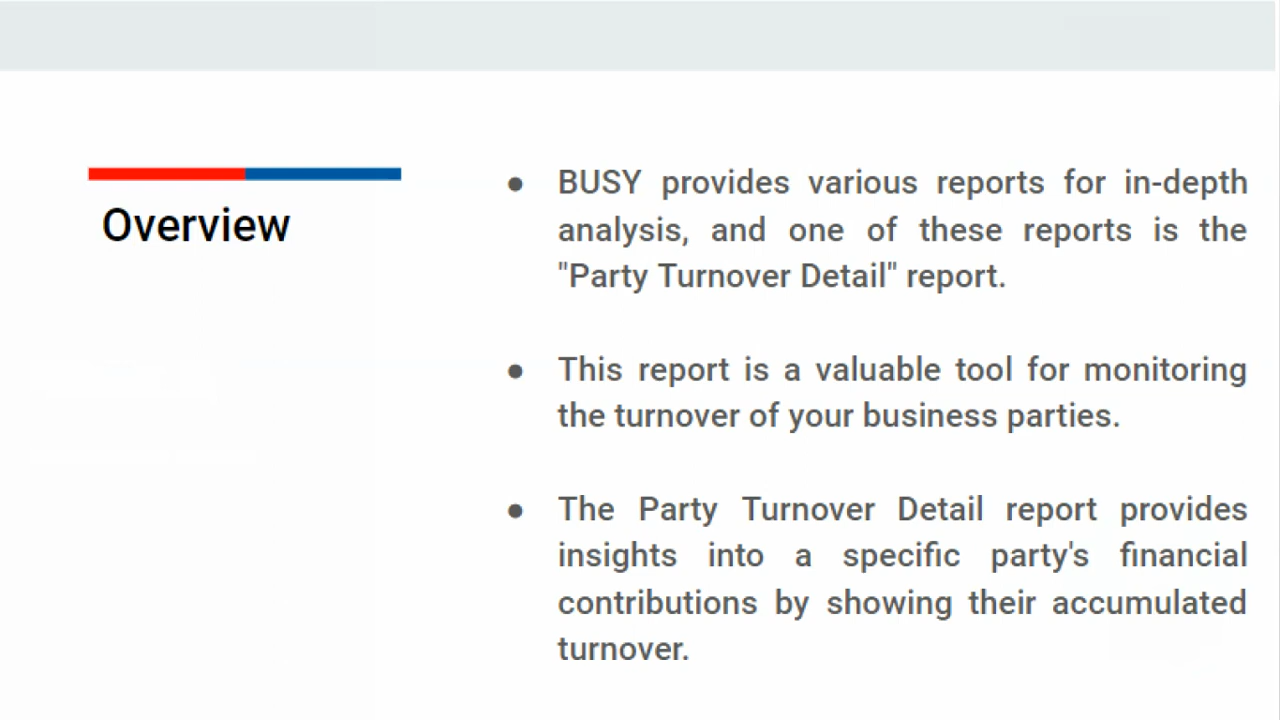 Overview
● BUSY provides various reports for in-depth
analysis, and one of these reports is the
"Party Turnover Detail" report.
● This report is a valuable tool for monitoring
the turnover of your business parties.
● The Party Turnover Detail report provides
insights into a specific party's financial
contributions by showing their accumulated
turnover.